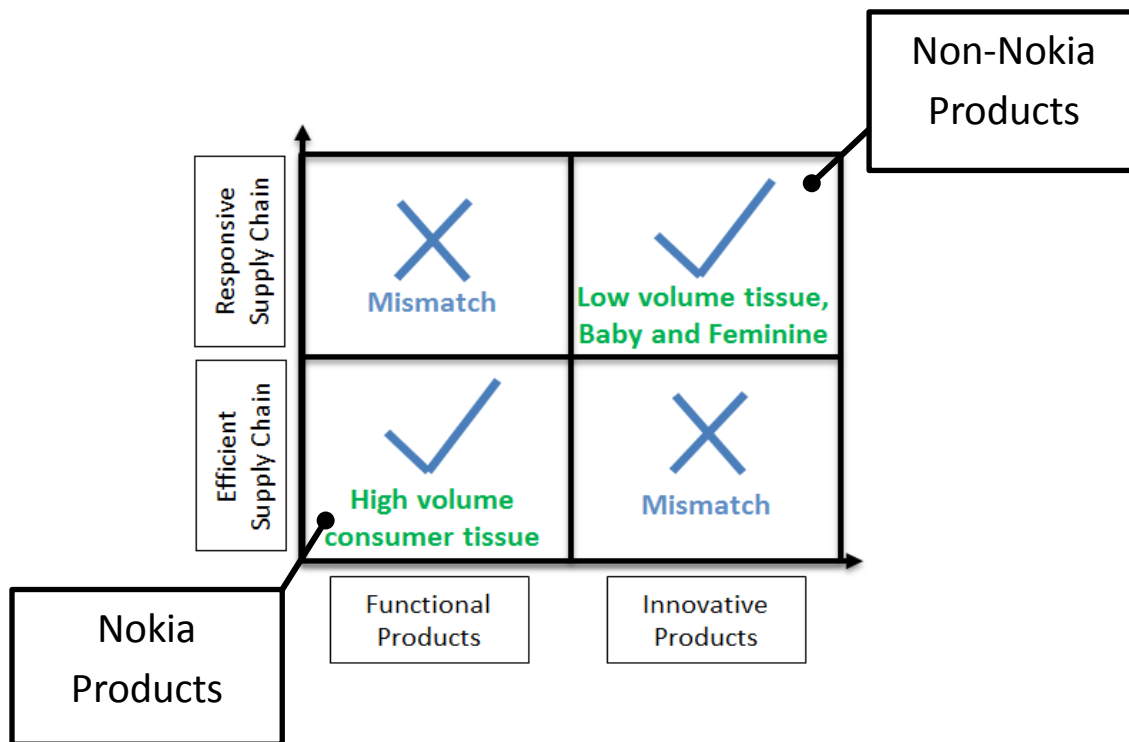 Non-Nokia
Products
Responsive
Supply Chain
Mismatch
Low volume tissue,
Baby and Feminine
Efficient
Supply Chain
High volume
consumer tissue
Mismatch
Functional
Products
Innovative
Products
Nokia
Products